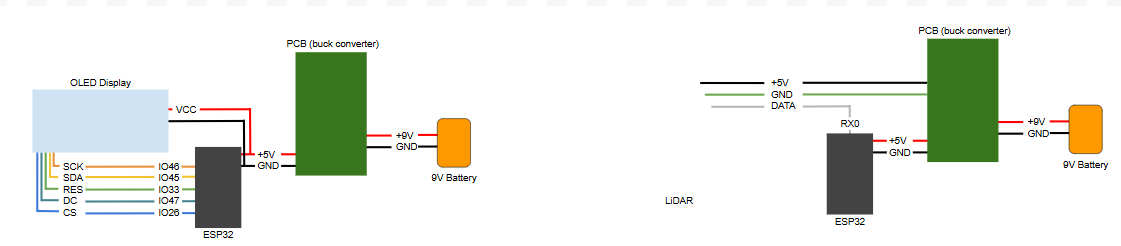 PCB (buck converter)
OLED Display
VCC
+5V
GND
+9V
GND
9V Battery
SCK IO46
SDA IO45
RES IO33
DC IO47
CS IO26
ESP32
PCB (buck converter)
+5V
GND
DATA
RX0
+5V
GND
+9V
GND
9V Battery
LiDAR
ESP32